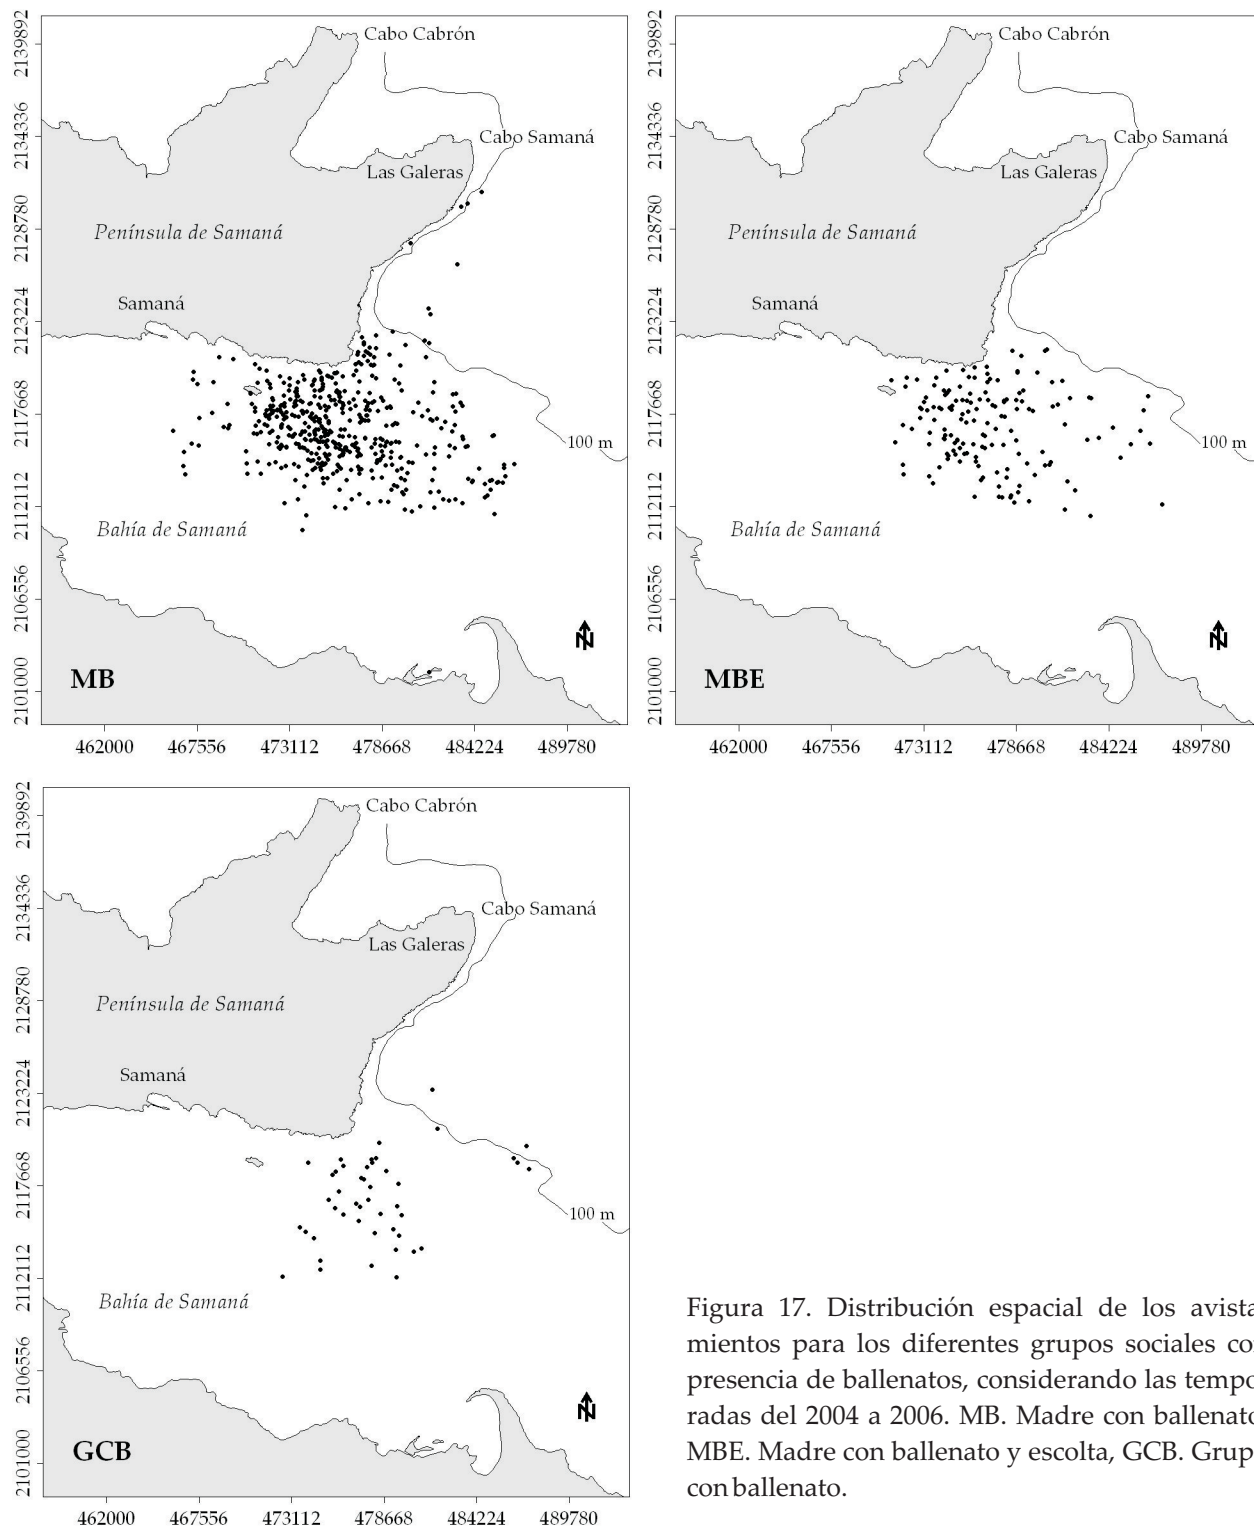 2139892
2134336
2128780
2123224
2117668
2112112
2106556
2101000
Cabo Cabrón
Cabo Samaná
Las Galeras
Península de Samaná
Samaná
100 m
Bahía de Samaná
N
MB
462000 467556 473112 478668 484224 489780
2139892
2134336
2128780
2123224
2117668
2112112
2106556
2101000
Cabo Cabrón
Cabo Samaná
Las Galeras
Península de Samaná
Samaná
100 m
Bahía de Samaná
N
MBE
462000 467556 473112 478668 484224 489780
2139892
2134336
2128780
2123224
2117668
2112112
2106556
2101000
Cabo Cabrón
Cabo Samaná
Las Galeras
Península de Samaná
Samaná
100 m
Bahía de Samaná
N
GCB
462000 467556 473112 478668 484224 489780
Figura 17. Distribución espacial de los avista
mientos para los diferentes grupos sociales con
presencia de ballenatos, considerando las tempo
radas del 2004 a 2006. MB. Madre con ballenato
MBE. Madre con ballenato y escolta, GCB. Grup
con ballenato.